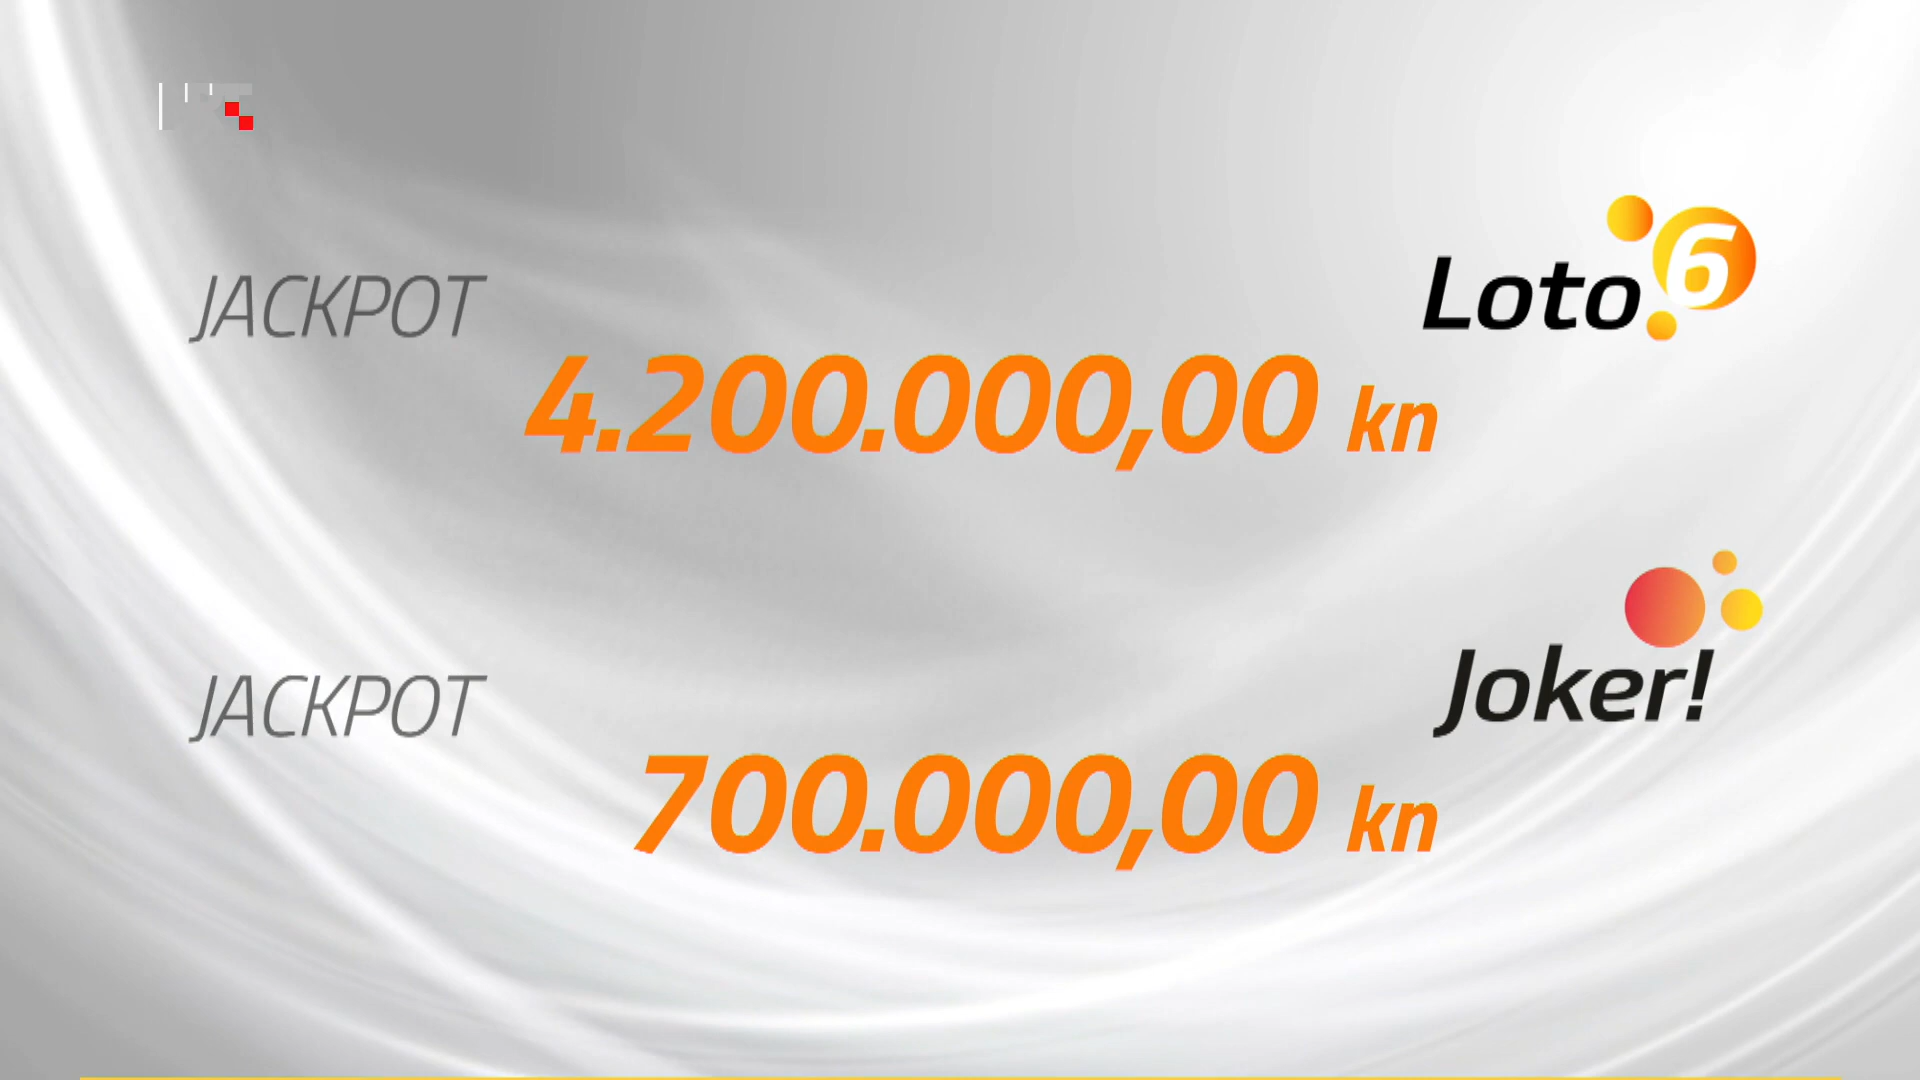 JACKPOT
Loto 6
4.200.000,00 kn
JACKPOT
Joker!
700.000,00 kn